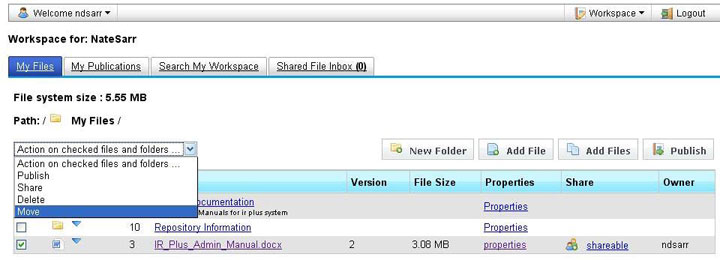 Welcome ndsarr Workspace Logout
Workspace for: NateSarr
My Files My Publications Search My Workspace Shared File Inbox (0)
File system size : 5.55 MB
Path: / My Files /
Action on checked files and folders ... New Folder Add File Add Files Publish
Action on checked files and folders ...
Publish
Share
Delete
Move
Version File Size Properties Share Owner
ocumentation Properties
Manuals for ir plus system
10 Repository Information Properties
3 IR_Plus_Admin_Manual.docx 2 3.08 MB properties shareable ndsarr